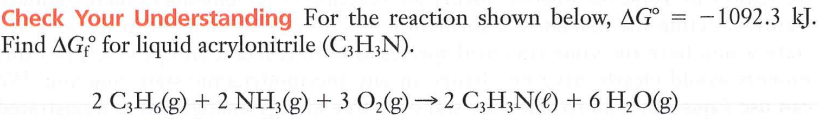 Check Your Understanding For the reaction shown below, ΔG° = −1092.3 kJ.
Find ΔG°f for liquid acrylonitrile (C₃H₃N).
2 C₃H₆(g) + 2 NH₃(g) + 3 O₂(g) → 2 C₃H₃N(ℓ) + 6 H₂O(g)